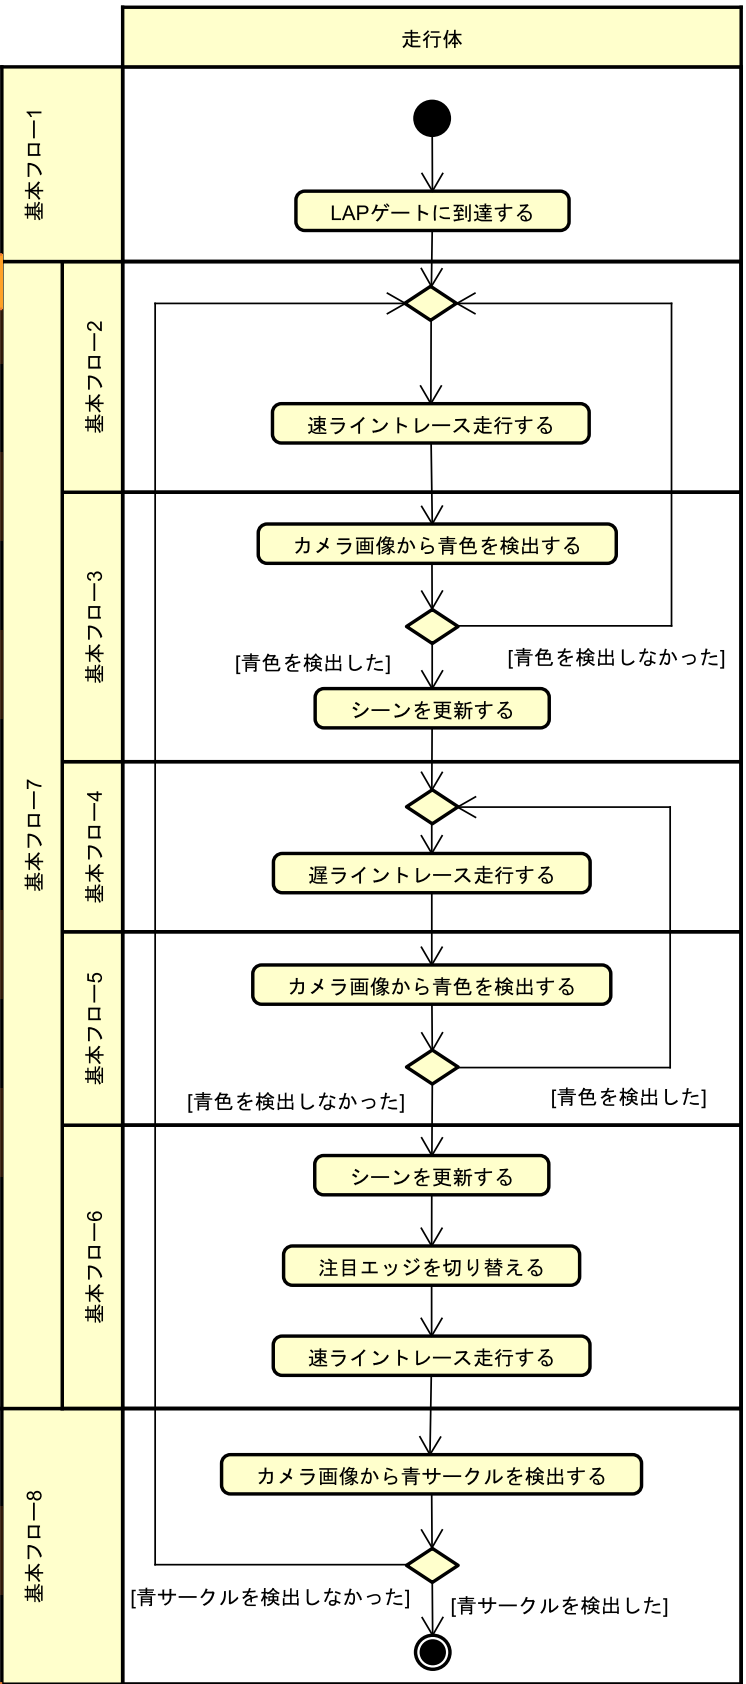 走行体
基本フロー1
LAPゲートに到達する
基本フロー7
基本フロー2
速ライントレース走行する
基本フロー3
カメラ画像から青色を検出する
[青色を検出しなかった]
[青色を検出した]
シーンを更新する
基本フロー4
遅ライントレース走行する
基本フロー5
カメラ画像から青色を検出する
[青色を検出しなかった]
[青色を検出した]
基本フロー6
シーンを更新する
注目エッジを切り替える
速ライントレース走行する
基本フロー8
カメラ画像から青サークルを検出する
[青サークルを検出しなかった]
[青サークルを検出した]